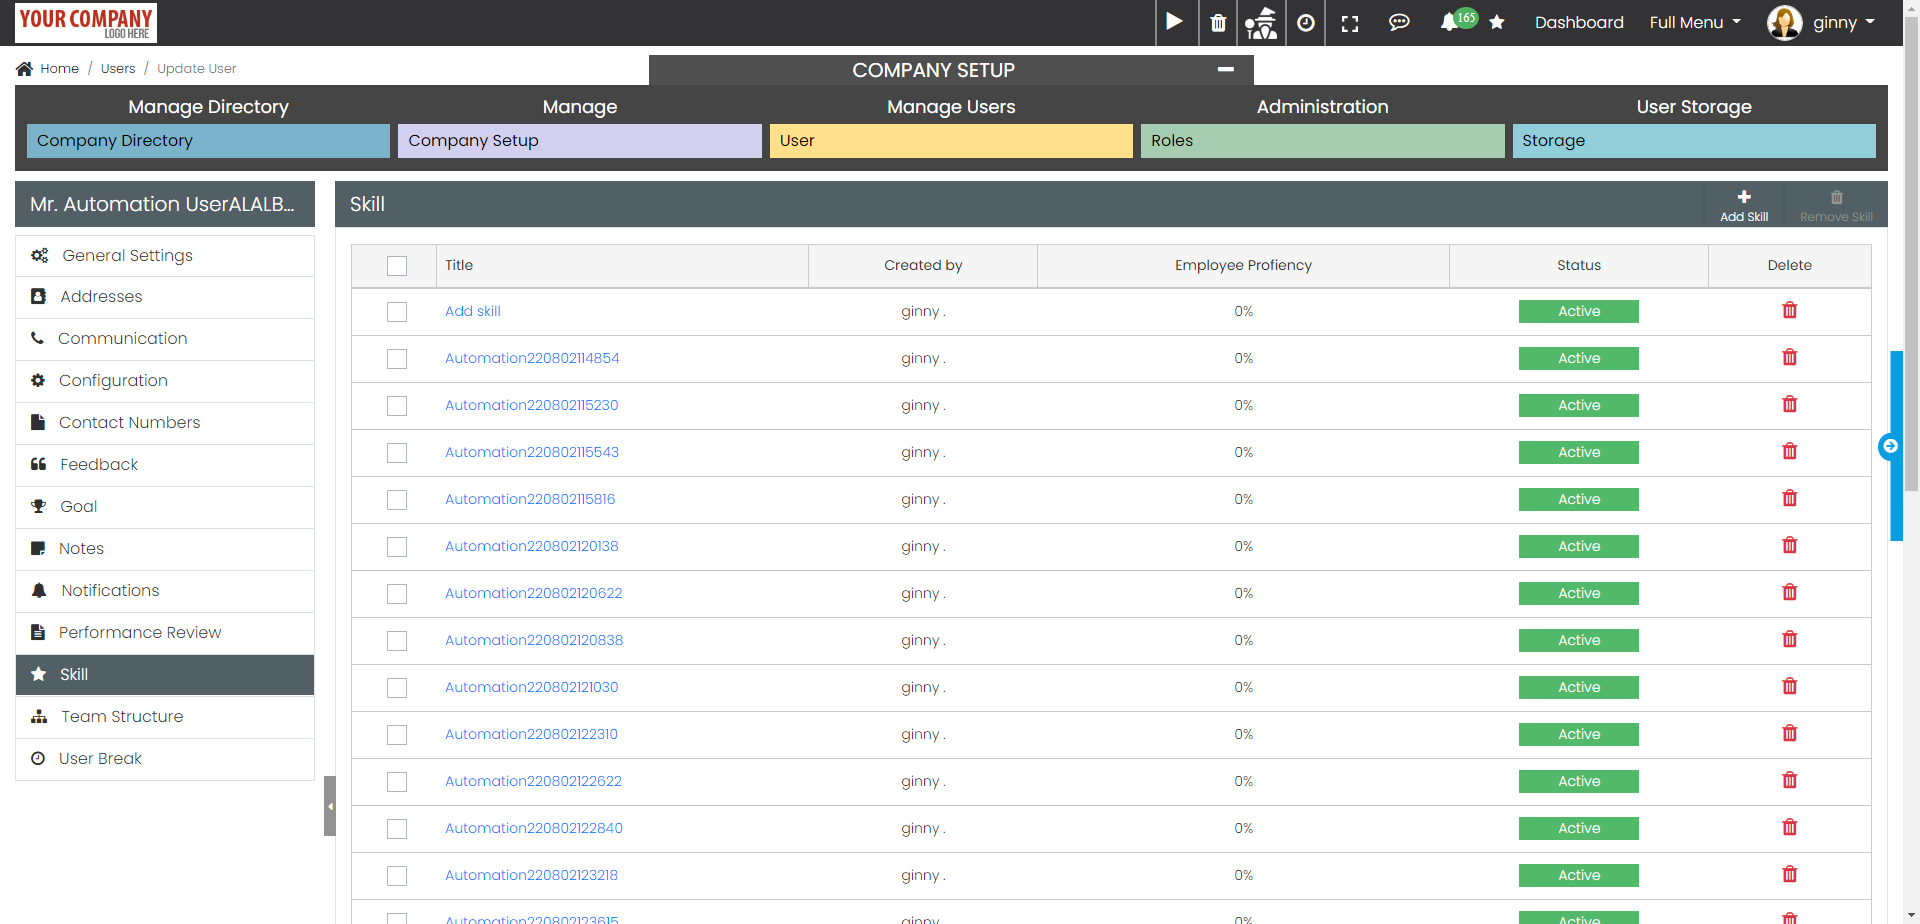 YOUR COMPANY
LOGO HERE
165
Dashboard
Full Menu
ginny
Home / Users / Update User
COMPANY SETUP
Manage Directory
Manage
Manage Users
Administration
User Storage
Company Directory
Company Setup
User
Roles
Storage
Mr. Automation UserALALB...
General Settings
Addresses
Communication
Configuration
Contact Numbers
Feedback
Goal
Notes
Notifications
Performance Review
Skill
Team Structure
User Break
Skill
Add Skill
Remove Skill
Title Created by Employee Profiency Status Delete
Add skill ginny . 0% Active
Automation220802114854 ginny . 0% Active
Automation220802115230 ginny . 0% Active
Automation220802115543 ginny . 0% Active
Automation220802115816 ginny . 0% Active
Automation220802120138 ginny . 0% Active
Automation220802120622 ginny . 0% Active
Automation220802120838 ginny . 0% Active
Automation220802121030 ginny . 0% Active
Automation220802122310 ginny . 0% Active
Automation220802122622 ginny . 0% Active
Automation220802122840 ginny . 0% Active
Automation220802123218 ginny . 0% Active
Automation220802123615 ginny . 0% Active